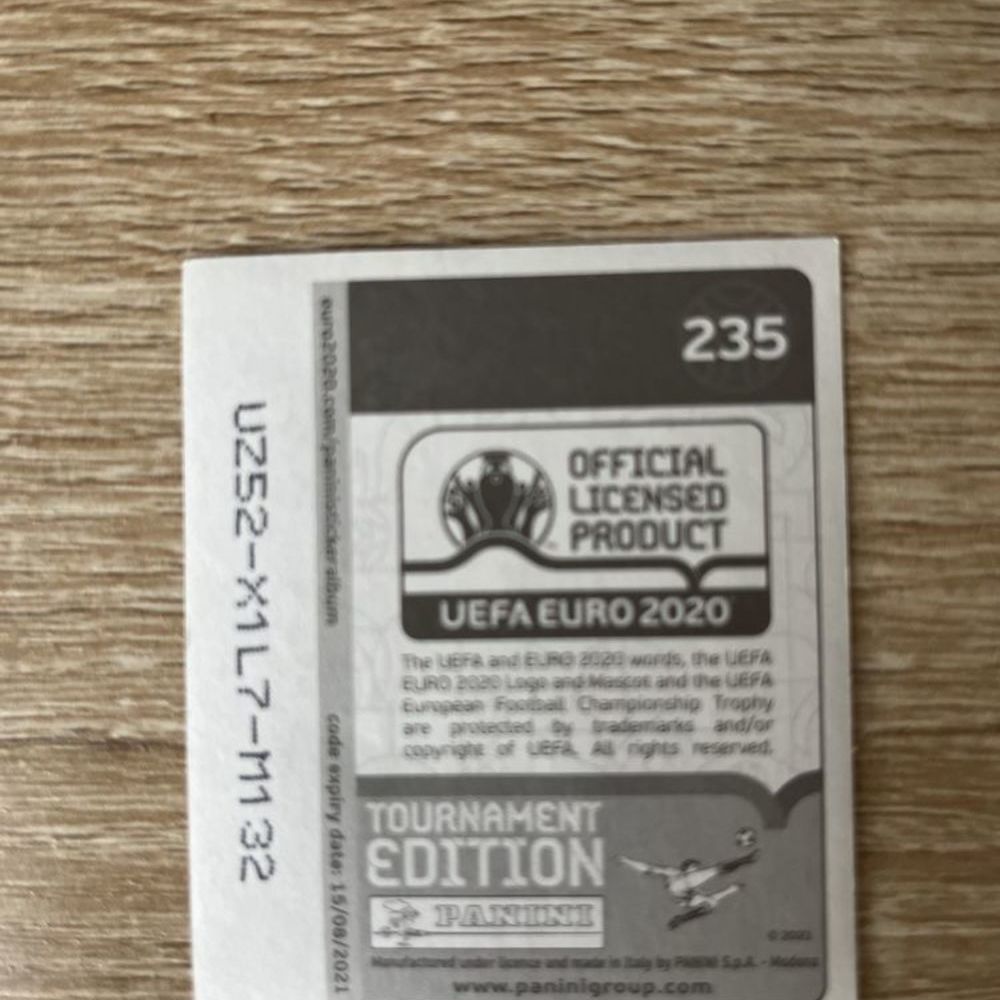 235
OFFICIAL
LICENSED
PRODUCT
UEFA EURO 2020
The UEFA and EURO 2020 words, the UEFA
EURO 2020 Logo and Mascot and the UEFA
European Football Championship Trophy
are protected by trademarks and/or
copyright of UEFA. All rights reserved.
TOURNAMENT
EDITION
PANINI
© 2021
Manufactured under licence and made in Italy by PANINI S.p.A. - Modena
www.paninigroup.com
euro2020.com/paninistickeralbum
code expiry date: 15/08/2021
UZ52-X1L7-M132